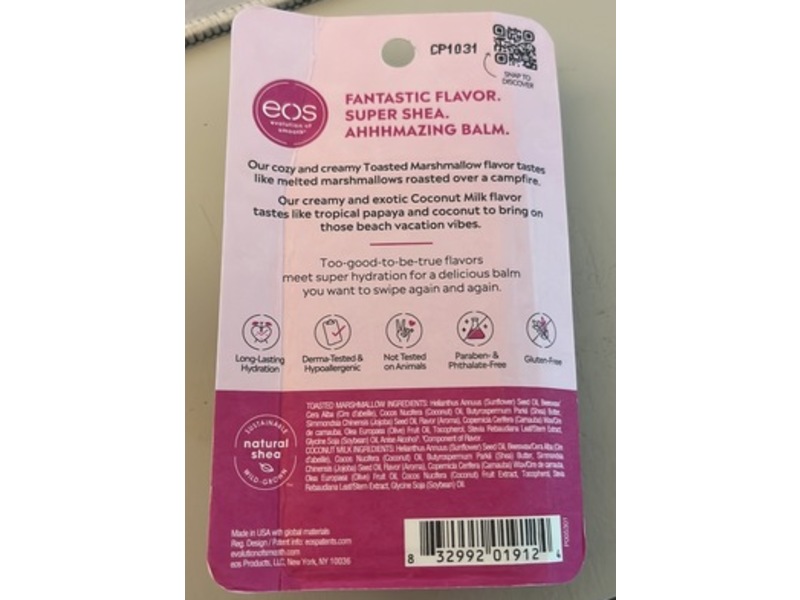 CP1031
SNAP TO
DISCOVER
eos
evolution of
smooth®
FANTASTIC FLAVOR.
SUPER SHEA.
AHHHMAZING BALM.
Our cozy and creamy Toasted Marshmallow flavor tastes
like melted marshmallows roasted over a campfire.
Our creamy and exotic Coconut Milk flavor
tastes like tropical papaya and coconut to bring on
those beach vacation vibes.
Too-good-to-be-true flavors
meet super hydration for a delicious balm
you want to swipe again and again.
Long-Lasting
Hydration
Derma-Tested &
Hypoallergenic
Not Tested
on Animals
Paraben- &
Phthalate-Free
Gluten-Free
SUSTAINABLE
natural
shea
WILD-GROWN
TOASTED MARSHMALLOW INGREDIENTS: Helianthus Annuus (Sunflower) Seed Oil, Beeswax/
Cera Alba (Cire d'abeille), Cocos Nucifera (Coconut) Oil, Butyrospermum Parkii (Shea) Butter,
Simmondsia Chinensis (Jojoba) Seed Oil, Flavor (Aroma), Copernicia Cerifera (Carnauba) Wax/Cire
de carnauba, Olea Europaea (Olive) Fruit Oil, Tocopherol, Stevia Rebaudiana Leaf/Stem Extract,
Glycine Soja (Soybean) Oil, Anise Alcohol*. *Component of Flavor.
COCONUT MILK INGREDIENTS: Helianthus Annuus (Sunflower) Seed Oil, Beeswax/Cera Alba (Cire
d'abeille), Cocos Nucifera (Coconut) Oil, Butyrospermum Parkii (Shea) Butter, Simmondsia
Chinensis (Jojoba) Seed Oil, Flavor (Aroma), Copernicia Cerifera (Carnauba) Wax/Cire de carnauba,
Olea Europaea (Olive) Fruit Oil, Cocos Nucifera (Coconut) Fruit Extract, Tocopherol, Stevia
Rebaudiana Leaf/Stem Extract, Glycine Soja (Soybean) Oil.
Made in USA with global materials
Reg. Design / Patent info: eospatents.com
evolutionofsmooth.com
eos Products, LLC, New York, NY 10036
8 32992 01912 4
P005301